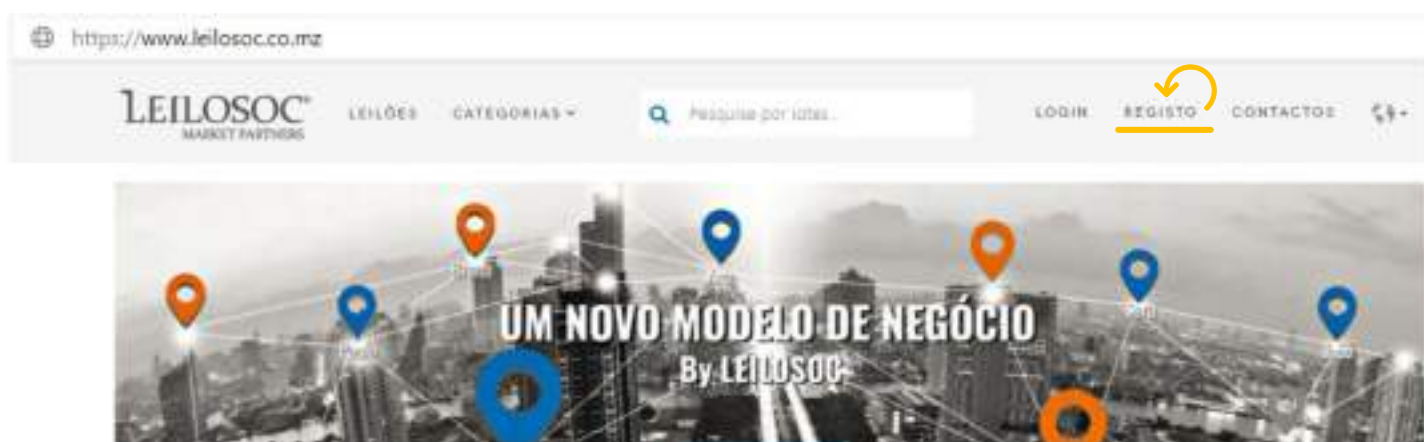 https://www.leilosoc.co.mz
LEILOSOC®
MARKET PARTNERS
LEILÕES
CATEGORIAS
Pesquise por lotes...
LOGIN
REGISTO
CONTACTOS
UM NOVO MODELO DE NEGÓCIO
By LEILOSOC